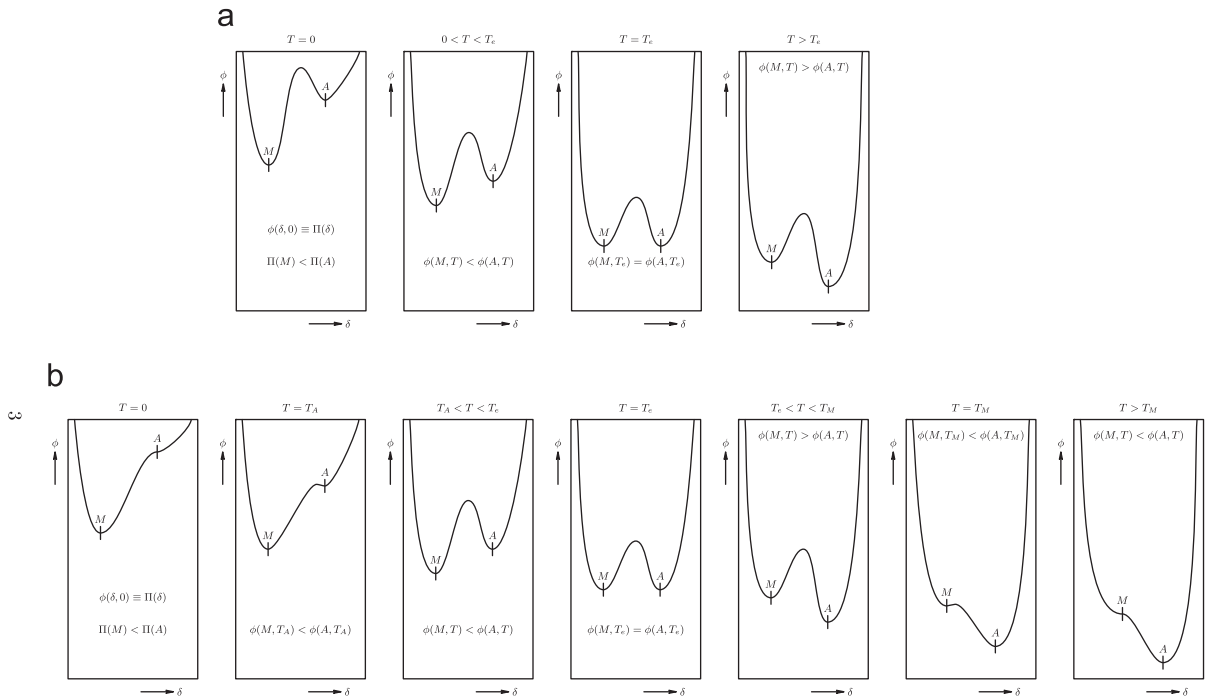 a
T = 0
0 < T < T_e
T = T_e
T > T_e
ϕ
A
M
ϕ(δ, 0) ≡ Π(δ)
Π(M) < Π(A)
ϕ
M
A
ϕ(M, T) < ϕ(A, T)
ϕ
M
A
ϕ(M, T_e) = ϕ(A, T_e)
ϕ
ϕ(M, T) > ϕ(A, T)
M
A
δ
δ
δ
δ
b
3
T = 0
T = T_A
T_A < T < T_e
T = T_e
T_e < T < T_M
T = T_M
T > T_M
ϕ
A
M
ϕ(δ, 0) ≡ Π(δ)
Π(M) < Π(A)
ϕ
A
M
ϕ(M, T_A) < ϕ(A, T_A)
ϕ
M
A
ϕ(M, T) < ϕ(A, T)
ϕ
M
A
ϕ(M, T_e) = ϕ(A, T_e)
ϕ
ϕ(M, T) > ϕ(A, T)
M
A
ϕ
ϕ(M, T_M) < ϕ(A, T_M)
M
A
ϕ
ϕ(M, T) < ϕ(A, T)
M
A
δ
δ
δ
δ
δ
δ
δ